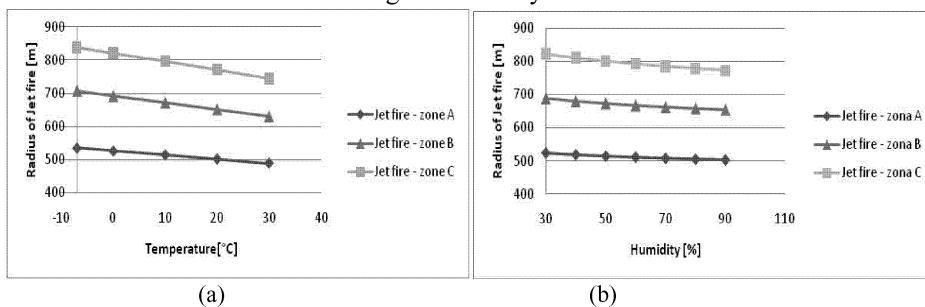 900
800
700
600
500
400
-10 0 10 20 30 40
Radius of Jet fire [m]
Temperature[°C]
Jet fire - zone A
Jet fire - zone B
Jet fire - zone C
(a)
900
800
700
600
500
400
30 50 70 90 110
Radius of Jet fire [m]
Humidity [%]
Jet fire - zona A
Jet fire - zona B
Jet fire - zona C
(b)